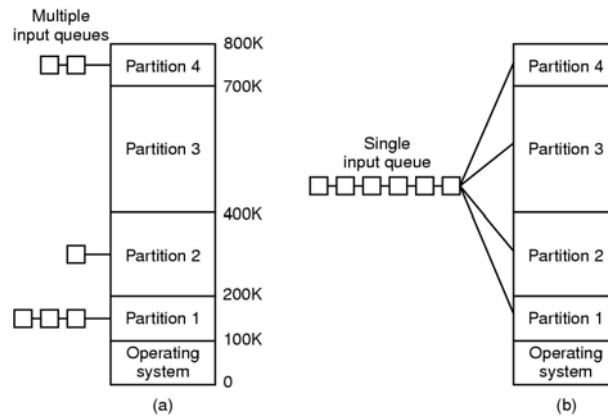 Multiple
input queues
800K
Partition 4
700K
Partition 3
400K
Partition 2
200K
Partition 1
100K
Operating
system
0
(a)
Single
input queue
Partition 4
Partition 3
Partition 2
Partition 1
Operating
system
(b)